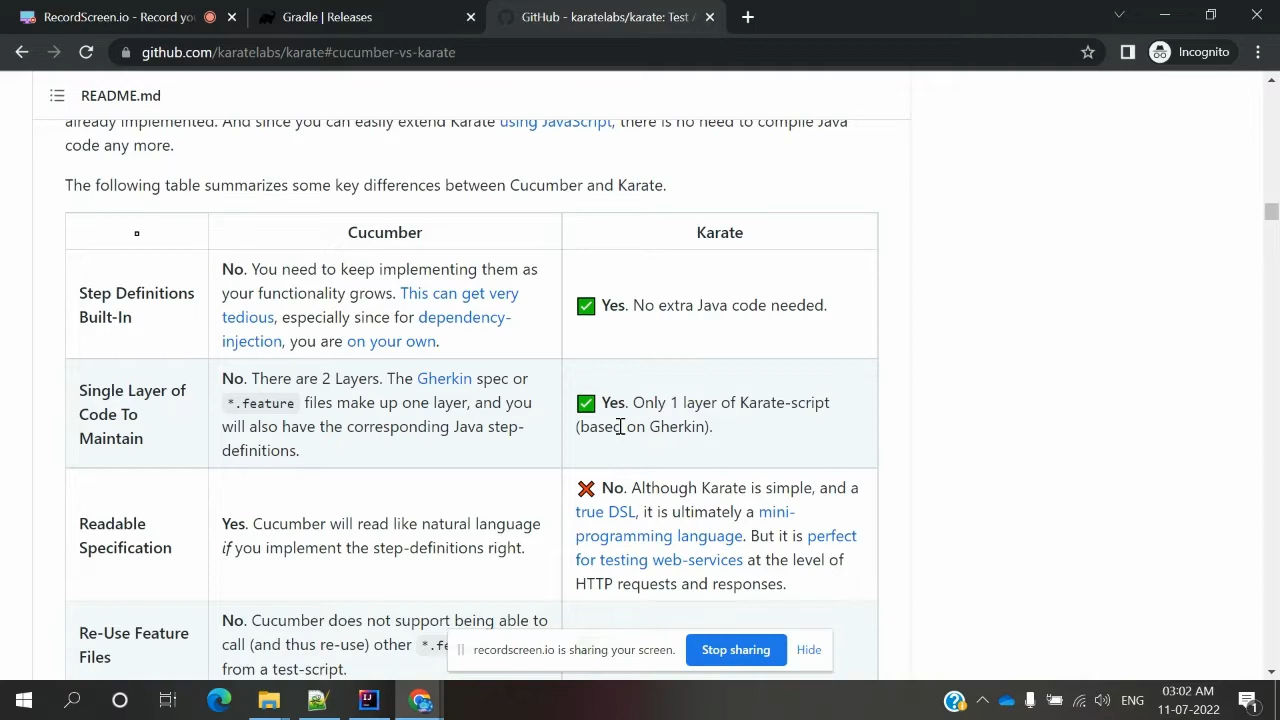 RecordScreen.io - Record you
Gradle | Releases
GitHub - karatelabs/karate: Test A
github.com/karatelabs/karate#cucumber-vs-karate
Incognito
README.md
already implemented. And since you can easily extend Karate using JavaScript, there is no need to compile Java
code any more.
The following table summarizes some key differences between Cucumber and Karate.
Cucumber
Karate
Step Definitions
Built-In
No. You need to keep implementing them as
your functionality grows. This can get very
tedious, especially since for dependency-
injection, you are on your own.
Yes. No extra Java code needed.
Single Layer of
Code To
Maintain
No. There are 2 Layers. The Gherkin spec or
*.feature files make up one layer, and you
will also have the corresponding Java step-
definitions.
Yes. Only 1 layer of Karate-script
(based on Gherkin).
Readable
Specification
Yes. Cucumber will read like natural language
if you implement the step-definitions right.
No. Although Karate is simple, and a
true DSL, it is ultimately a mini-
programming language. But it is perfect
for testing web-services at the level of
HTTP requests and responses.
Re-Use Feature
Files
No. Cucumber does not support being able to
call (and thus re-use) other *.fe
from a test-script.
recordscreen.io is sharing your screen.
Stop sharing
Hide
ENG
03:02 AM
11-07-2022
1